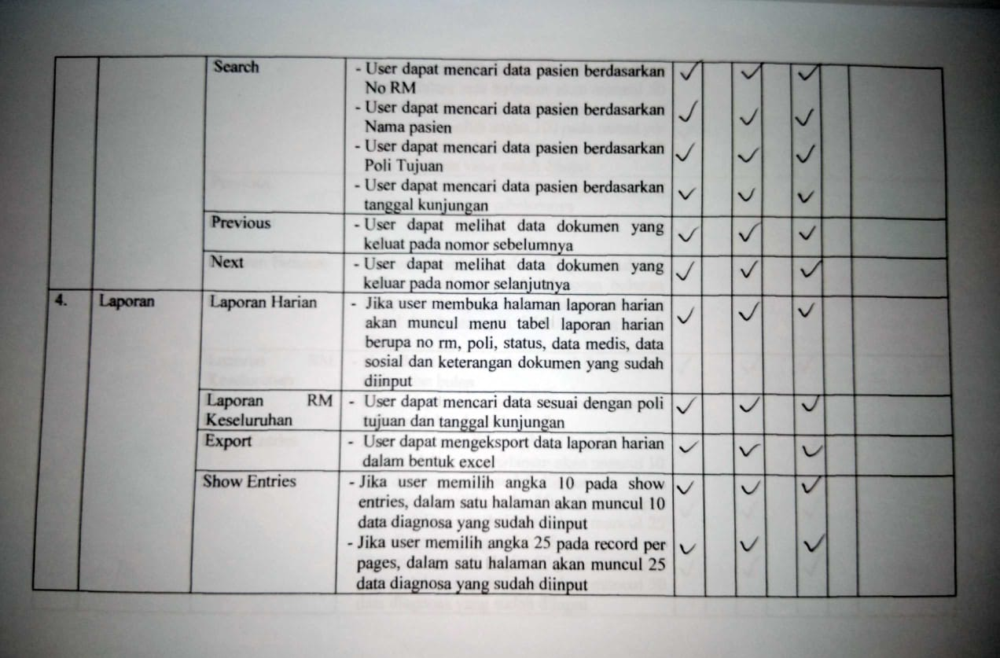 Search
- User dapat mencari data pasien berdasarkan ✓ ✓ ✓
No RM
- User dapat mencari data pasien berdasarkan ✓ ✓ ✓
Nama pasien
- User dapat mencari data pasien berdasarkan ✓ ✓ ✓
Poli Tujuan
- User dapat mencari data pasien berdasarkan ✓ ✓ ✓
tanggal kunjungan
Previous
- User dapat melihat data dokumen yang ✓ ✓ ✓
keluat pada nomor sebelumnya
Next
- User dapat melihat data dokumen yang ✓ ✓ ✓
keluar pada nomor selanjutnya
4.
Laporan
Laporan Harian
- Jika user membuka halaman laporan harian ✓ ✓ ✓
akan muncul menu tabel laporan harian
berupa no rm, poli, status, data medis, data
sosial dan keterangan dokumen yang sudah
diinput
Laporan RM
Keseluruhan
- User dapat mencari data sesuai dengan poli ✓ ✓ ✓
tujuan dan tanggal kunjungan
Export
- User dapat mengeksport data laporan harian ✓ ✓ ✓
dalam bentuk excel
Show Entries
- Jika user memilih angka 10 pada show ✓ ✓ ✓
entries, dalam satu halaman akan muncul 10
data diagnosa yang sudah diinput
- Jika user memilih angka 25 pada record per ✓ ✓ ✓
pages, dalam satu halaman akan muncul 25
data diagnosa yang sudah diinput